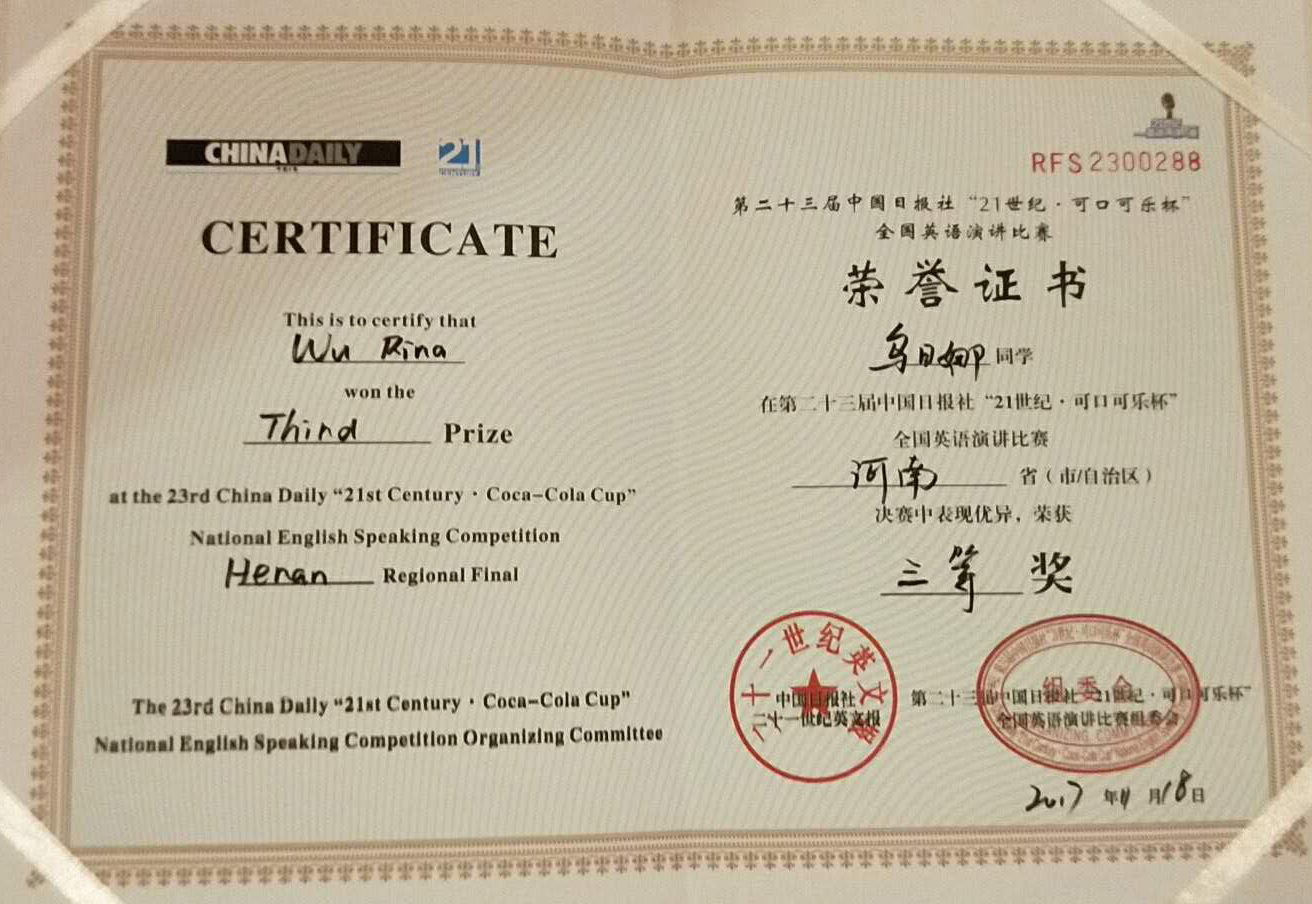 CHINADAILY
21
CERTIFICATE
This is to certify that
Wu Rina
won the
Third Prize
at the 23rd China Daily “21st Century · Coca-Cola Cup”
National English Speaking Competition
Henan Regional Final
The 23rd China Daily “21st Century · Coca-Cola Cup”
National English Speaking Competition Organizing Committee
RFS2300288
第二十三届中国日报社“21世纪·可口可乐杯”
全国英语演讲比赛
荣誉证书
乌日娜同学
在第二十三届中国日报社“21世纪·可口可乐杯”
全国英语演讲比赛
河南省（市/自治区）
决赛中表现优异，荣获
三等奖
二十一世纪英文报
中国日报社
二十一世纪英文报
组委会
第二十三届中国日报社“21世纪·可口可乐杯”
全国英语演讲比赛组委会
2017年11月18日